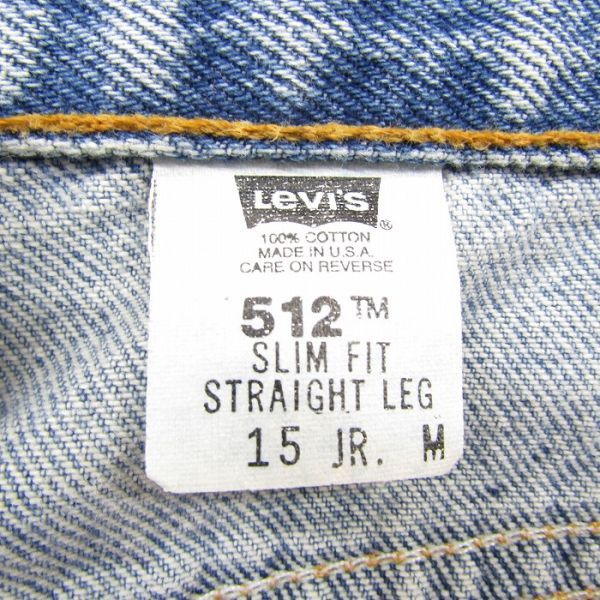 Levi's ®
100% COTTON
MADE IN U.S.A.
CARE ON REVERSE
512™
SLIM FIT
STRAIGHT LEG
15 JR. M